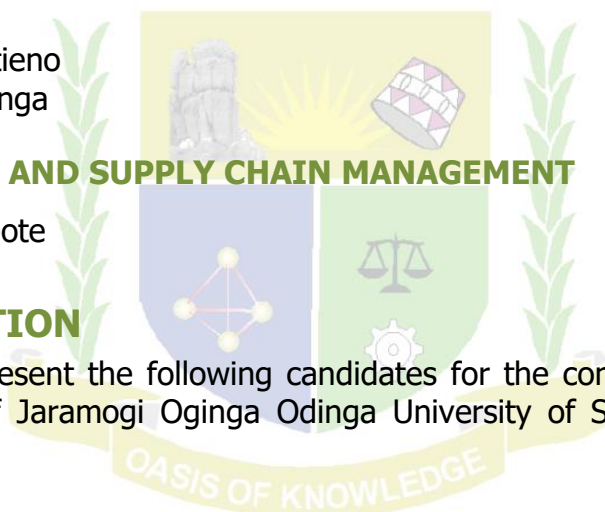 tieno
nga
AND SUPPLY CHAIN MANAGEMENT
ote
TION
esent the following candidates for the con
f Jaramogi Oginga Odinga University of S
OASIS OF KNOWLEDGE